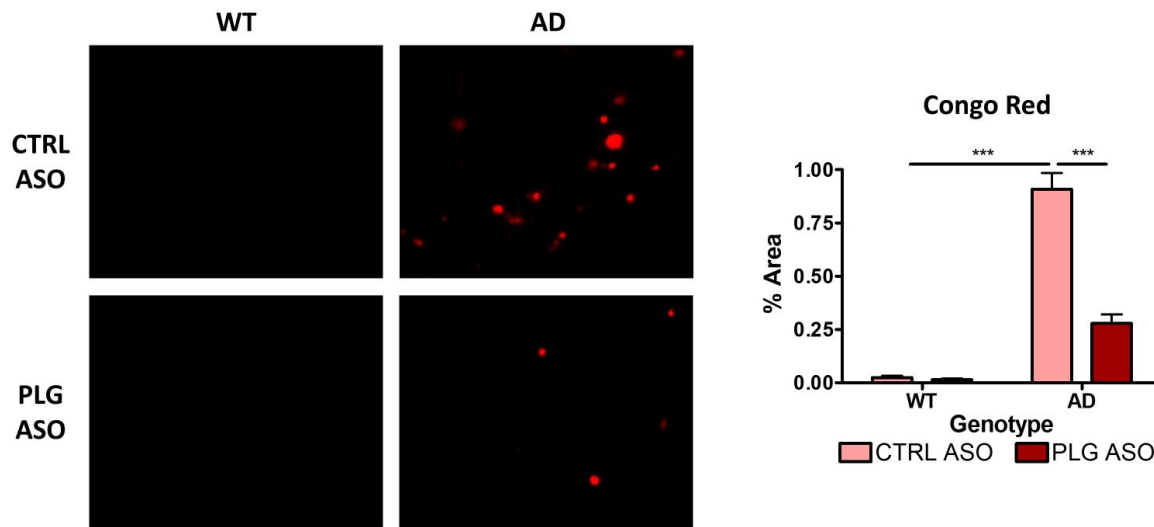 WT
AD
CTRL
ASO
PLG
ASO
Congo Red
***
***
1.00
0.75
0.50
0.25
0.00
% Area
WT
AD
Genotype
CTRL ASO
PLG ASO